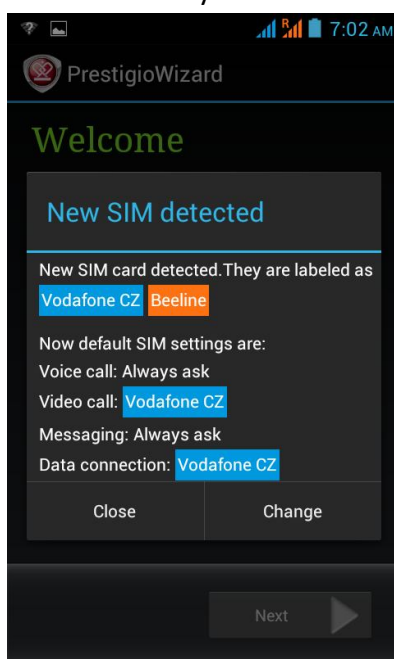 R 7:02 AM
PrestigioWizard
Welcome
New SIM detected
New SIM card detected.They are labeled as
Vodafone CZ Beeline
Now default SIM settings are:
Voice call: Always ask
Video call: Vodafone CZ
Messaging: Always ask
Data connection: Vodafone CZ
Close Change
Next